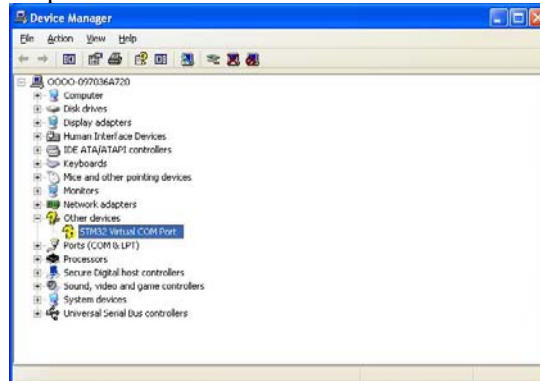 Device Manager
File Action View Help
OOOO-097036A720
Computer
Disk drives
Display adapters
Human Interface Devices
IDE ATA/ATAPI controllers
Keyboards
Mice and other pointing devices
Monitors
Network adapters
Other devices
STM32 Virtual COM Port
Ports (COM & LPT)
Processors
Secure Digital host controllers
Sound, video and game controllers
System devices
Universal Serial Bus controllers